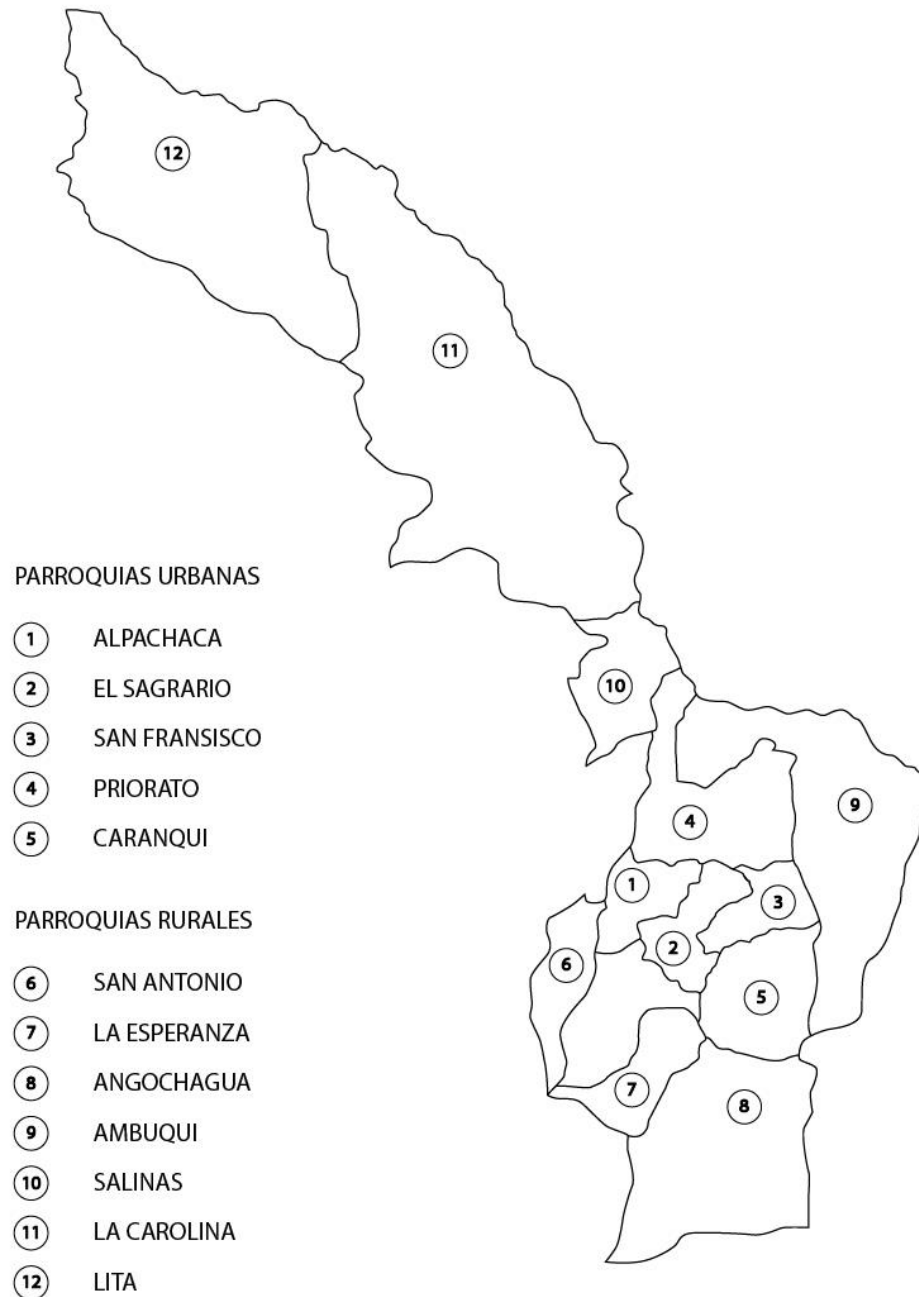 12
11
10
9
4
1
3
2
6
5
7
8
PARROQUIAS URBANAS
1 ALPACHACA
2 EL SAGRARIO
3 SAN FRANSISCO
4 PRIORATO
5 CARANQUI
PARROQUIAS RURALES
6 SAN ANTONIO
7 LA ESPERANZA
8 ANGOCHAGUA
9 AMBUQUI
10 SALINAS
11 LA CAROLINA
12 LITA